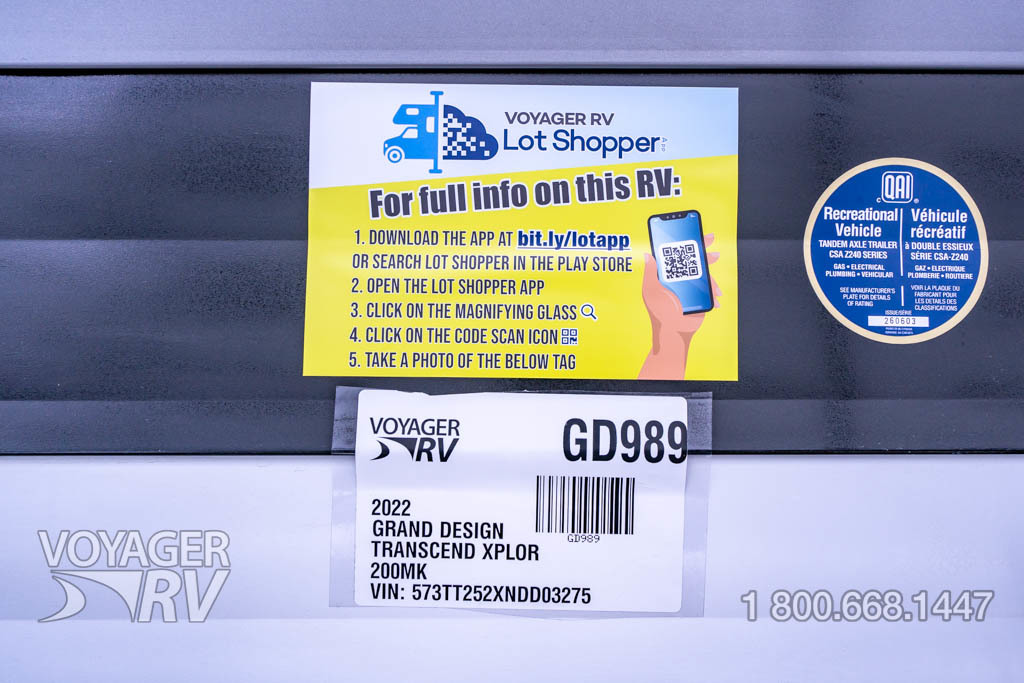 VOYAGER RV
Lot Shopper
App
For full info on this RV:
1. DOWNLOAD THE APP AT bit.ly/lotapp
OR SEARCH LOT SHOPPER IN THE PLAY STORE
2. OPEN THE LOT SHOPPER APP
3. CLICK ON THE MAGNIFYING GLASS
4. CLICK ON THE CODE SCAN ICON
5. TAKE A PHOTO OF THE BELOW TAG
C QAI ®
Recreational Vehicle
TANDEM AXLE TRAILER
CSA Z240 SERIES
GAS • ELECTRICAL
PLUMBING • VEHICULAR
SEE MANUFACTURER'S
PLATE FOR DETAILS
OF RATING
Véhicule récréatif
à DOUBLE ESSIEUX
SÉRIE CSA-Z240
GAZ • ELECTRIQUE
PLOMBERIE • ROUTIERE
VOIR LA PLAQUE DU
FABRICANT POUR
LES DETAILS DES
CLASSIFICATIONS
ISSUE/SÉRIE
260603
VOYAGER
RV
GD989
GD989
2022
GRAND DESIGN
TRANSCEND XPLOR
200MK
VIN: 573TT252XNDD03275
VOYAGER
RV
1 800.668.1447